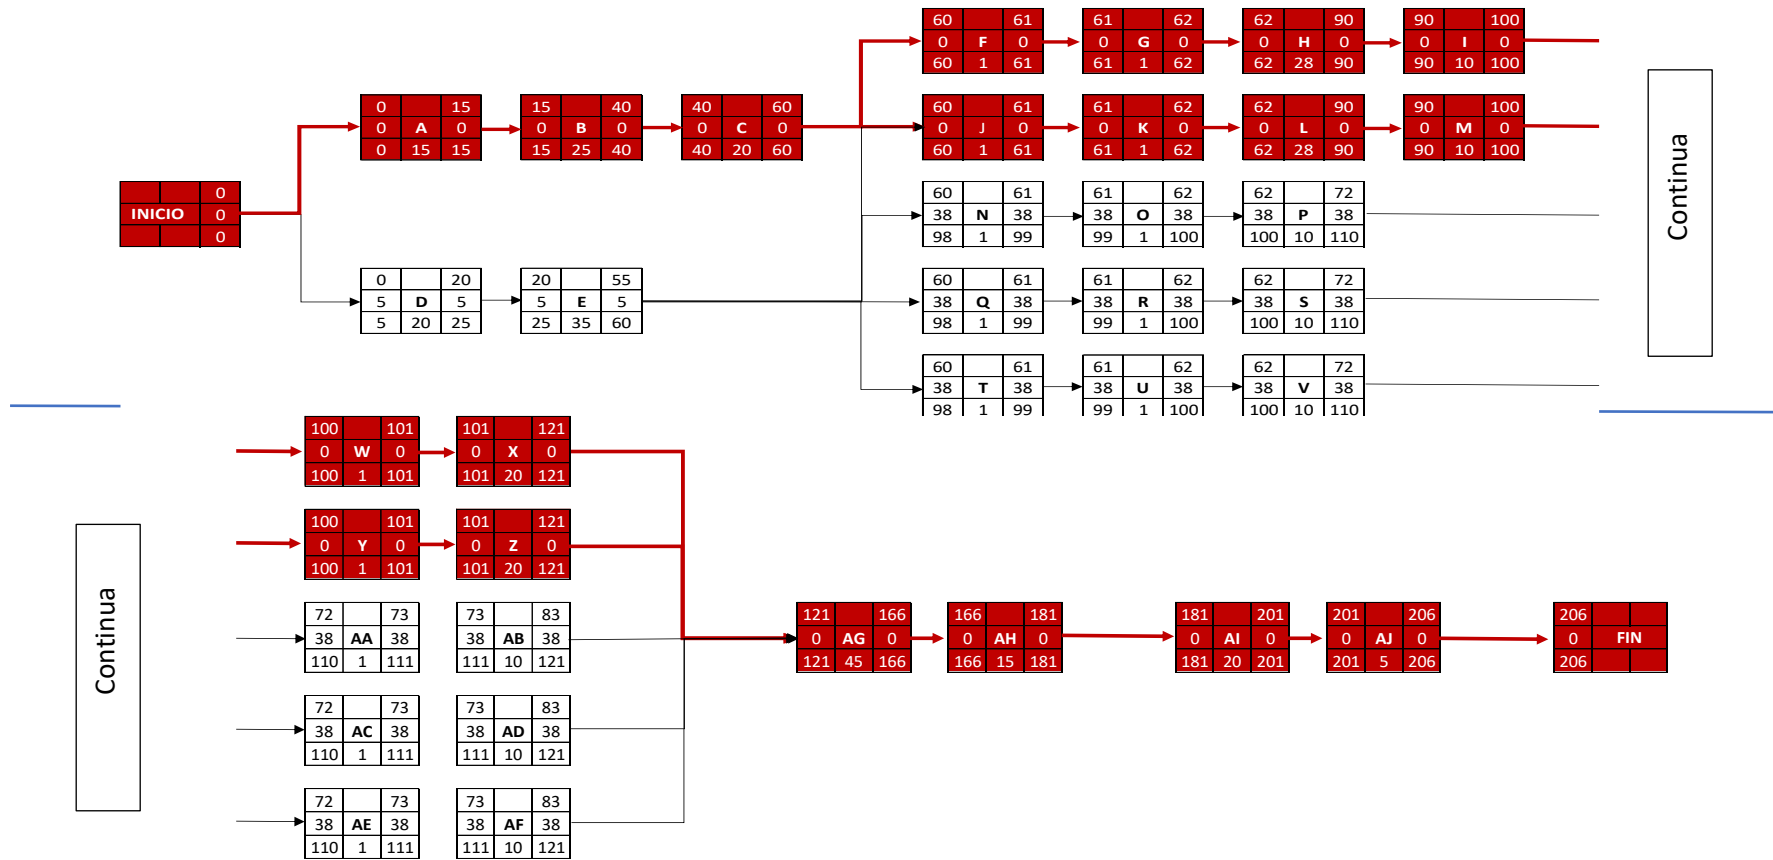 60 61 61 62 62 90 90 100
0 F 0 0 G 0 0 H 0 0 I 0
60 1 61 61 1 62 62 28 90 90 10 100
0 15 15 40 40 60 60 61 61 62 62 90 90 100
0 A 0 0 B 0 0 C 0 0 J 0 0 K 0 0 L 0 0 M 0
0 15 15 15 25 40 40 20 60 60 1 61 61 1 62 62 28 90 90 10 100
Continua
0
INICIO 0
0
60 61 61 62 62 72
38 N 38 38 O 38 38 P 38
98 1 99 99 1 100 100 10 110
0 20 20 55 60 61 61 62 62 72
5 D 5 5 E 5 38 Q 38 38 R 38 38 S 38
5 20 25 25 35 60 98 1 99 99 1 100 100 10 110
60 61 61 62 62 72
38 T 38 38 U 38 38 V 38
98 1 99 99 1 100 100 10 110
100 101 101 121
0 W 0 0 X 0
100 1 101 101 20 121
100 101 101 121
0 Y 0 0 Z 0
100 1 101 101 20 121
Continua
72 73 73 83 121 166 166 181 181 201 201 206 206
38 AA 38 38 AB 38 0 AG 0 0 AH 0 0 AI 0 0 AJ 0 0 FIN
110 1 111 111 10 121 121 45 166 166 15 181 181 20 201 201 5 206 206
72 73 73 83
38 AC 38 38 AD 38
110 1 111 111 10 121
72 73 73 83
38 AE 38 38 AF 38
110 1 111 111 10 121